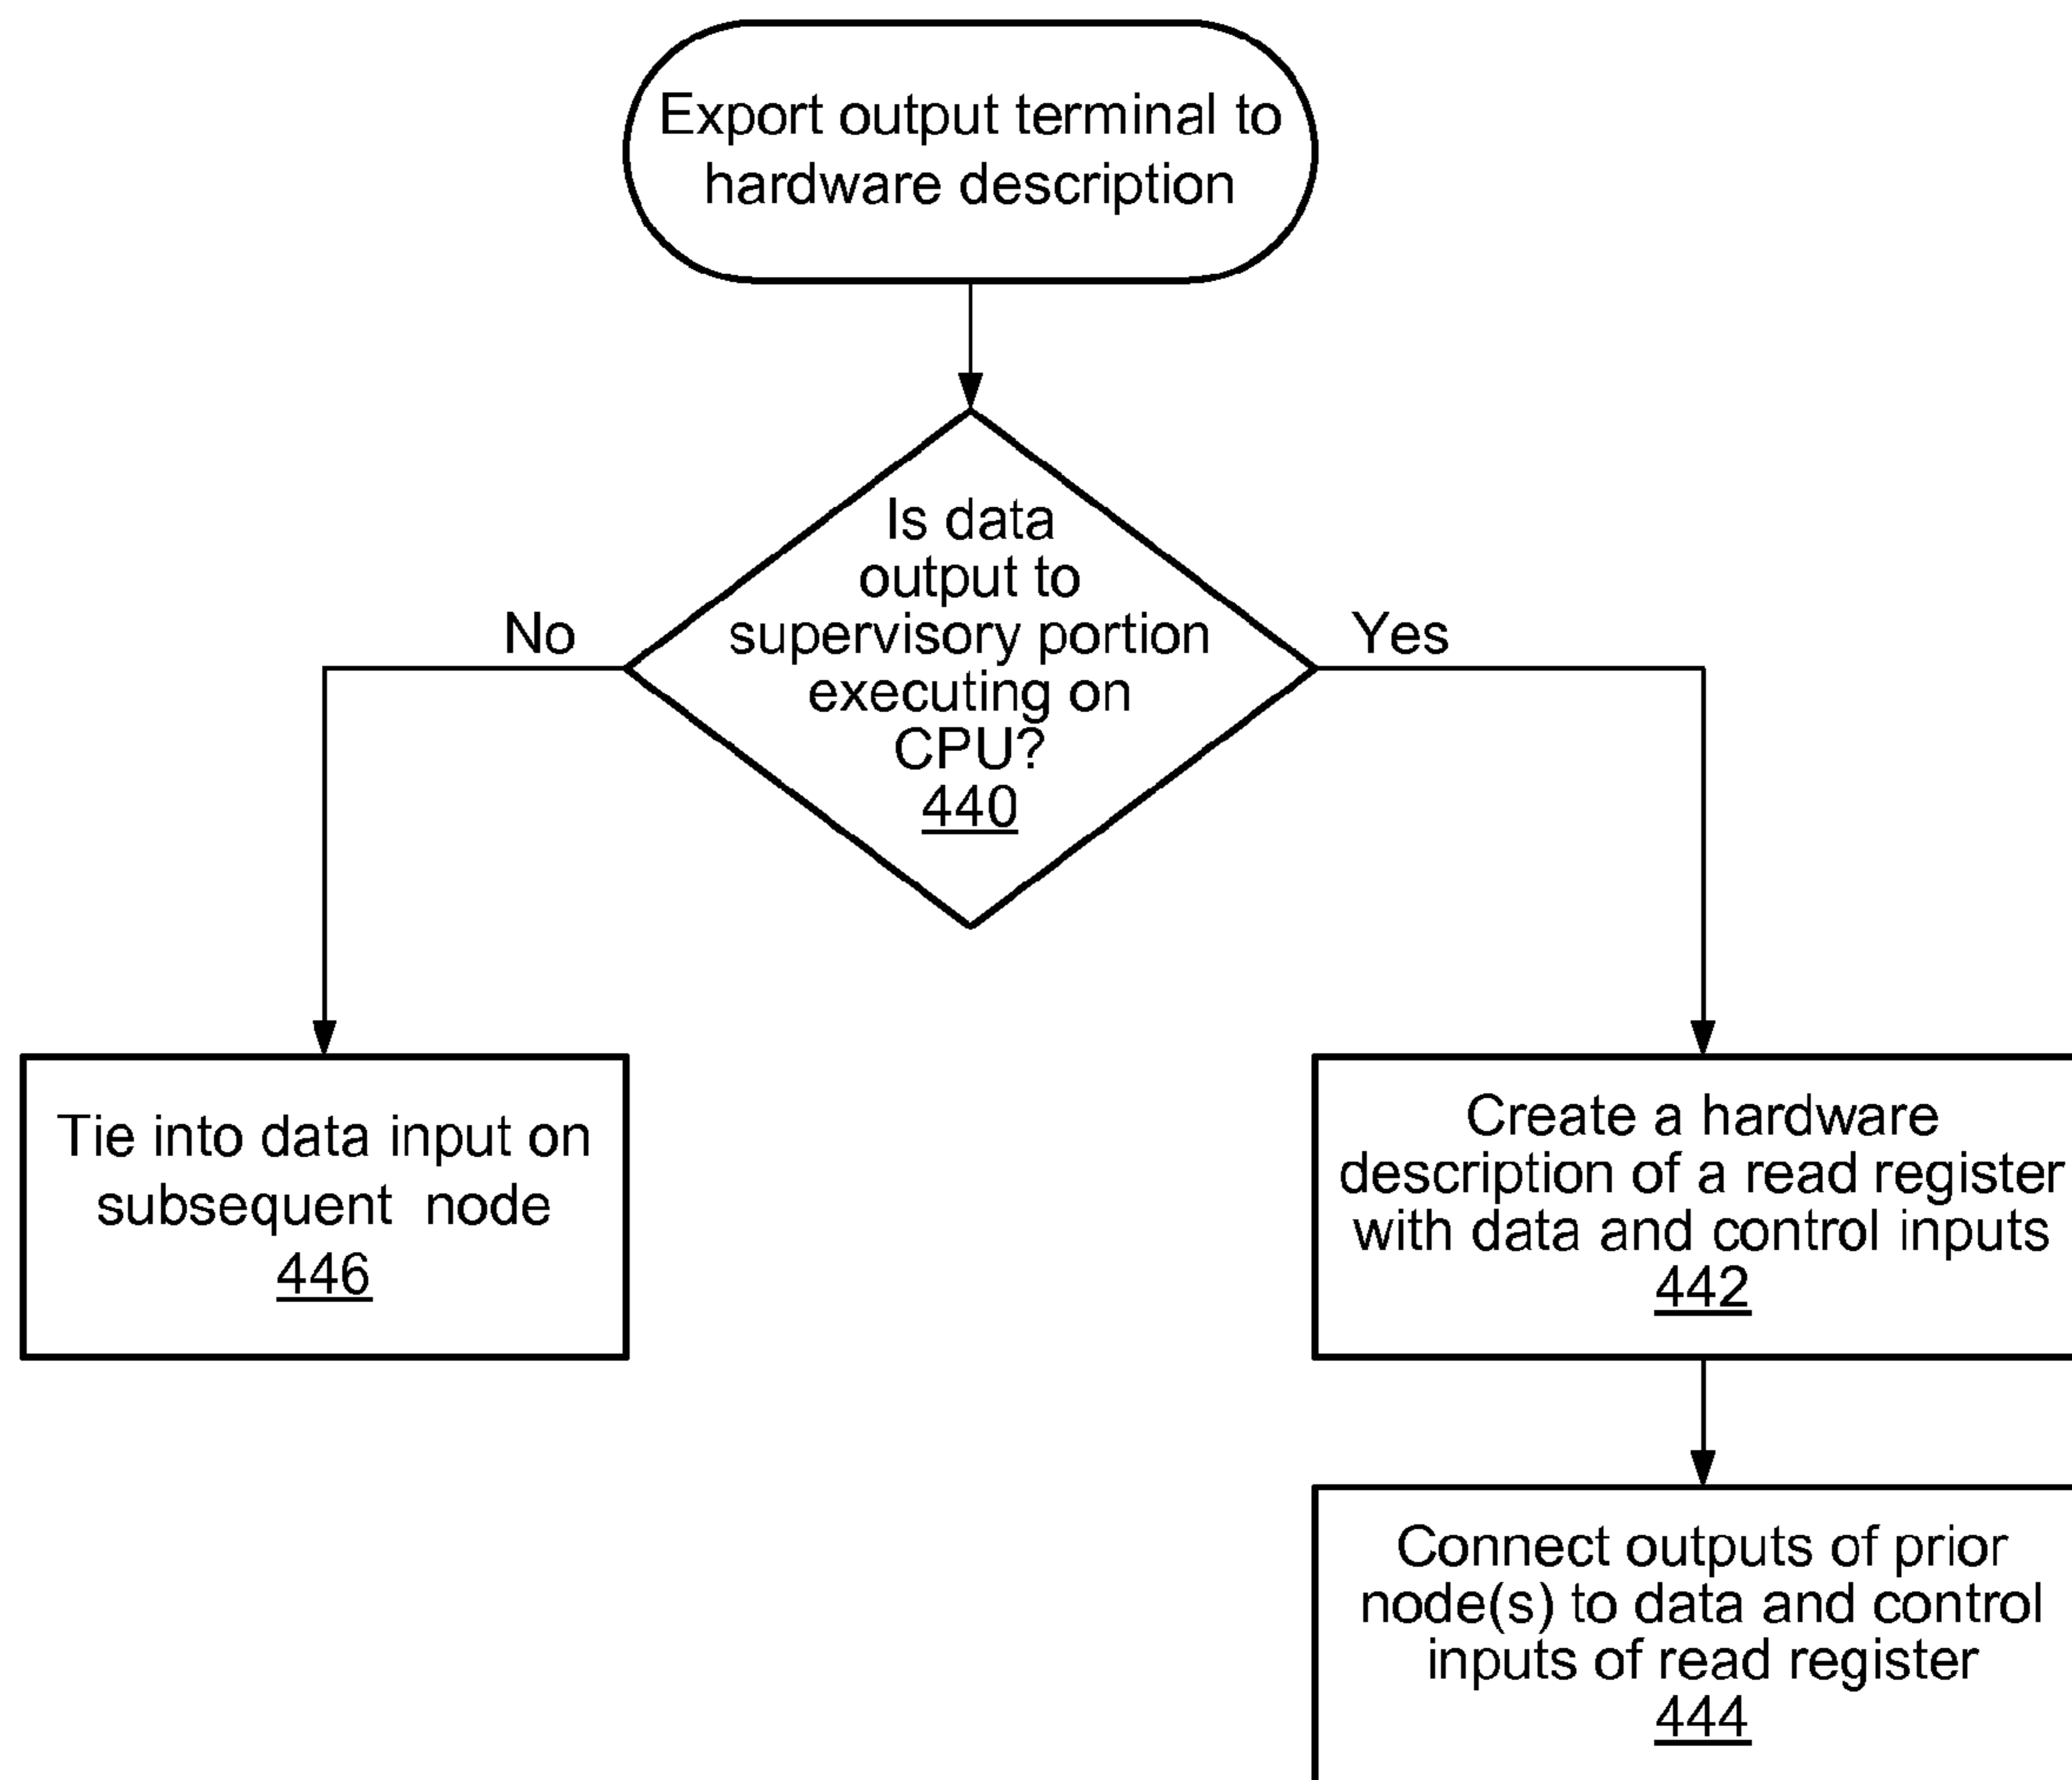 Export output terminal to
hardware description
Is data
output to
supervisory portion
executing on
CPU?
440
No
Yes
Tie into data input on
subsequent node
446
Create a hardware
description of a read register
with data and control inputs
442
Connect outputs of prior
node(s) to data and control
inputs of read register
444